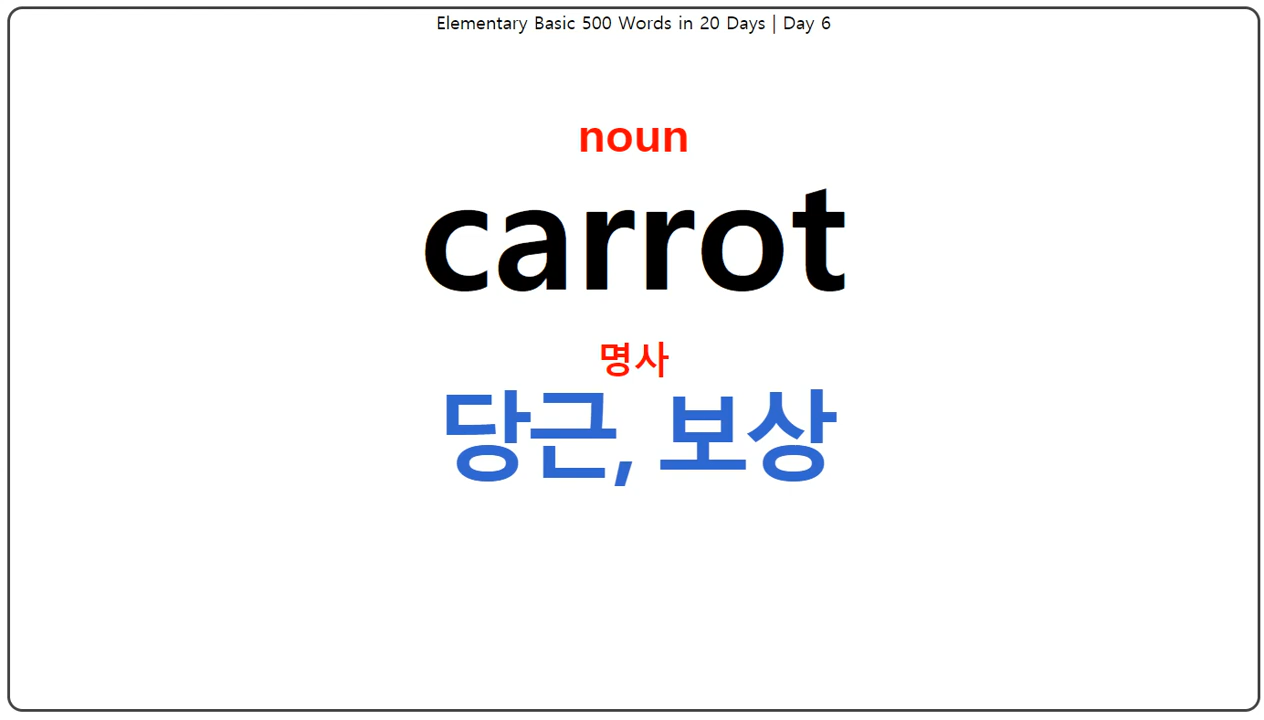 Elementary Basic 500 Words in 20 Days | Day 6
noun
carrot
명사
당근, 보상